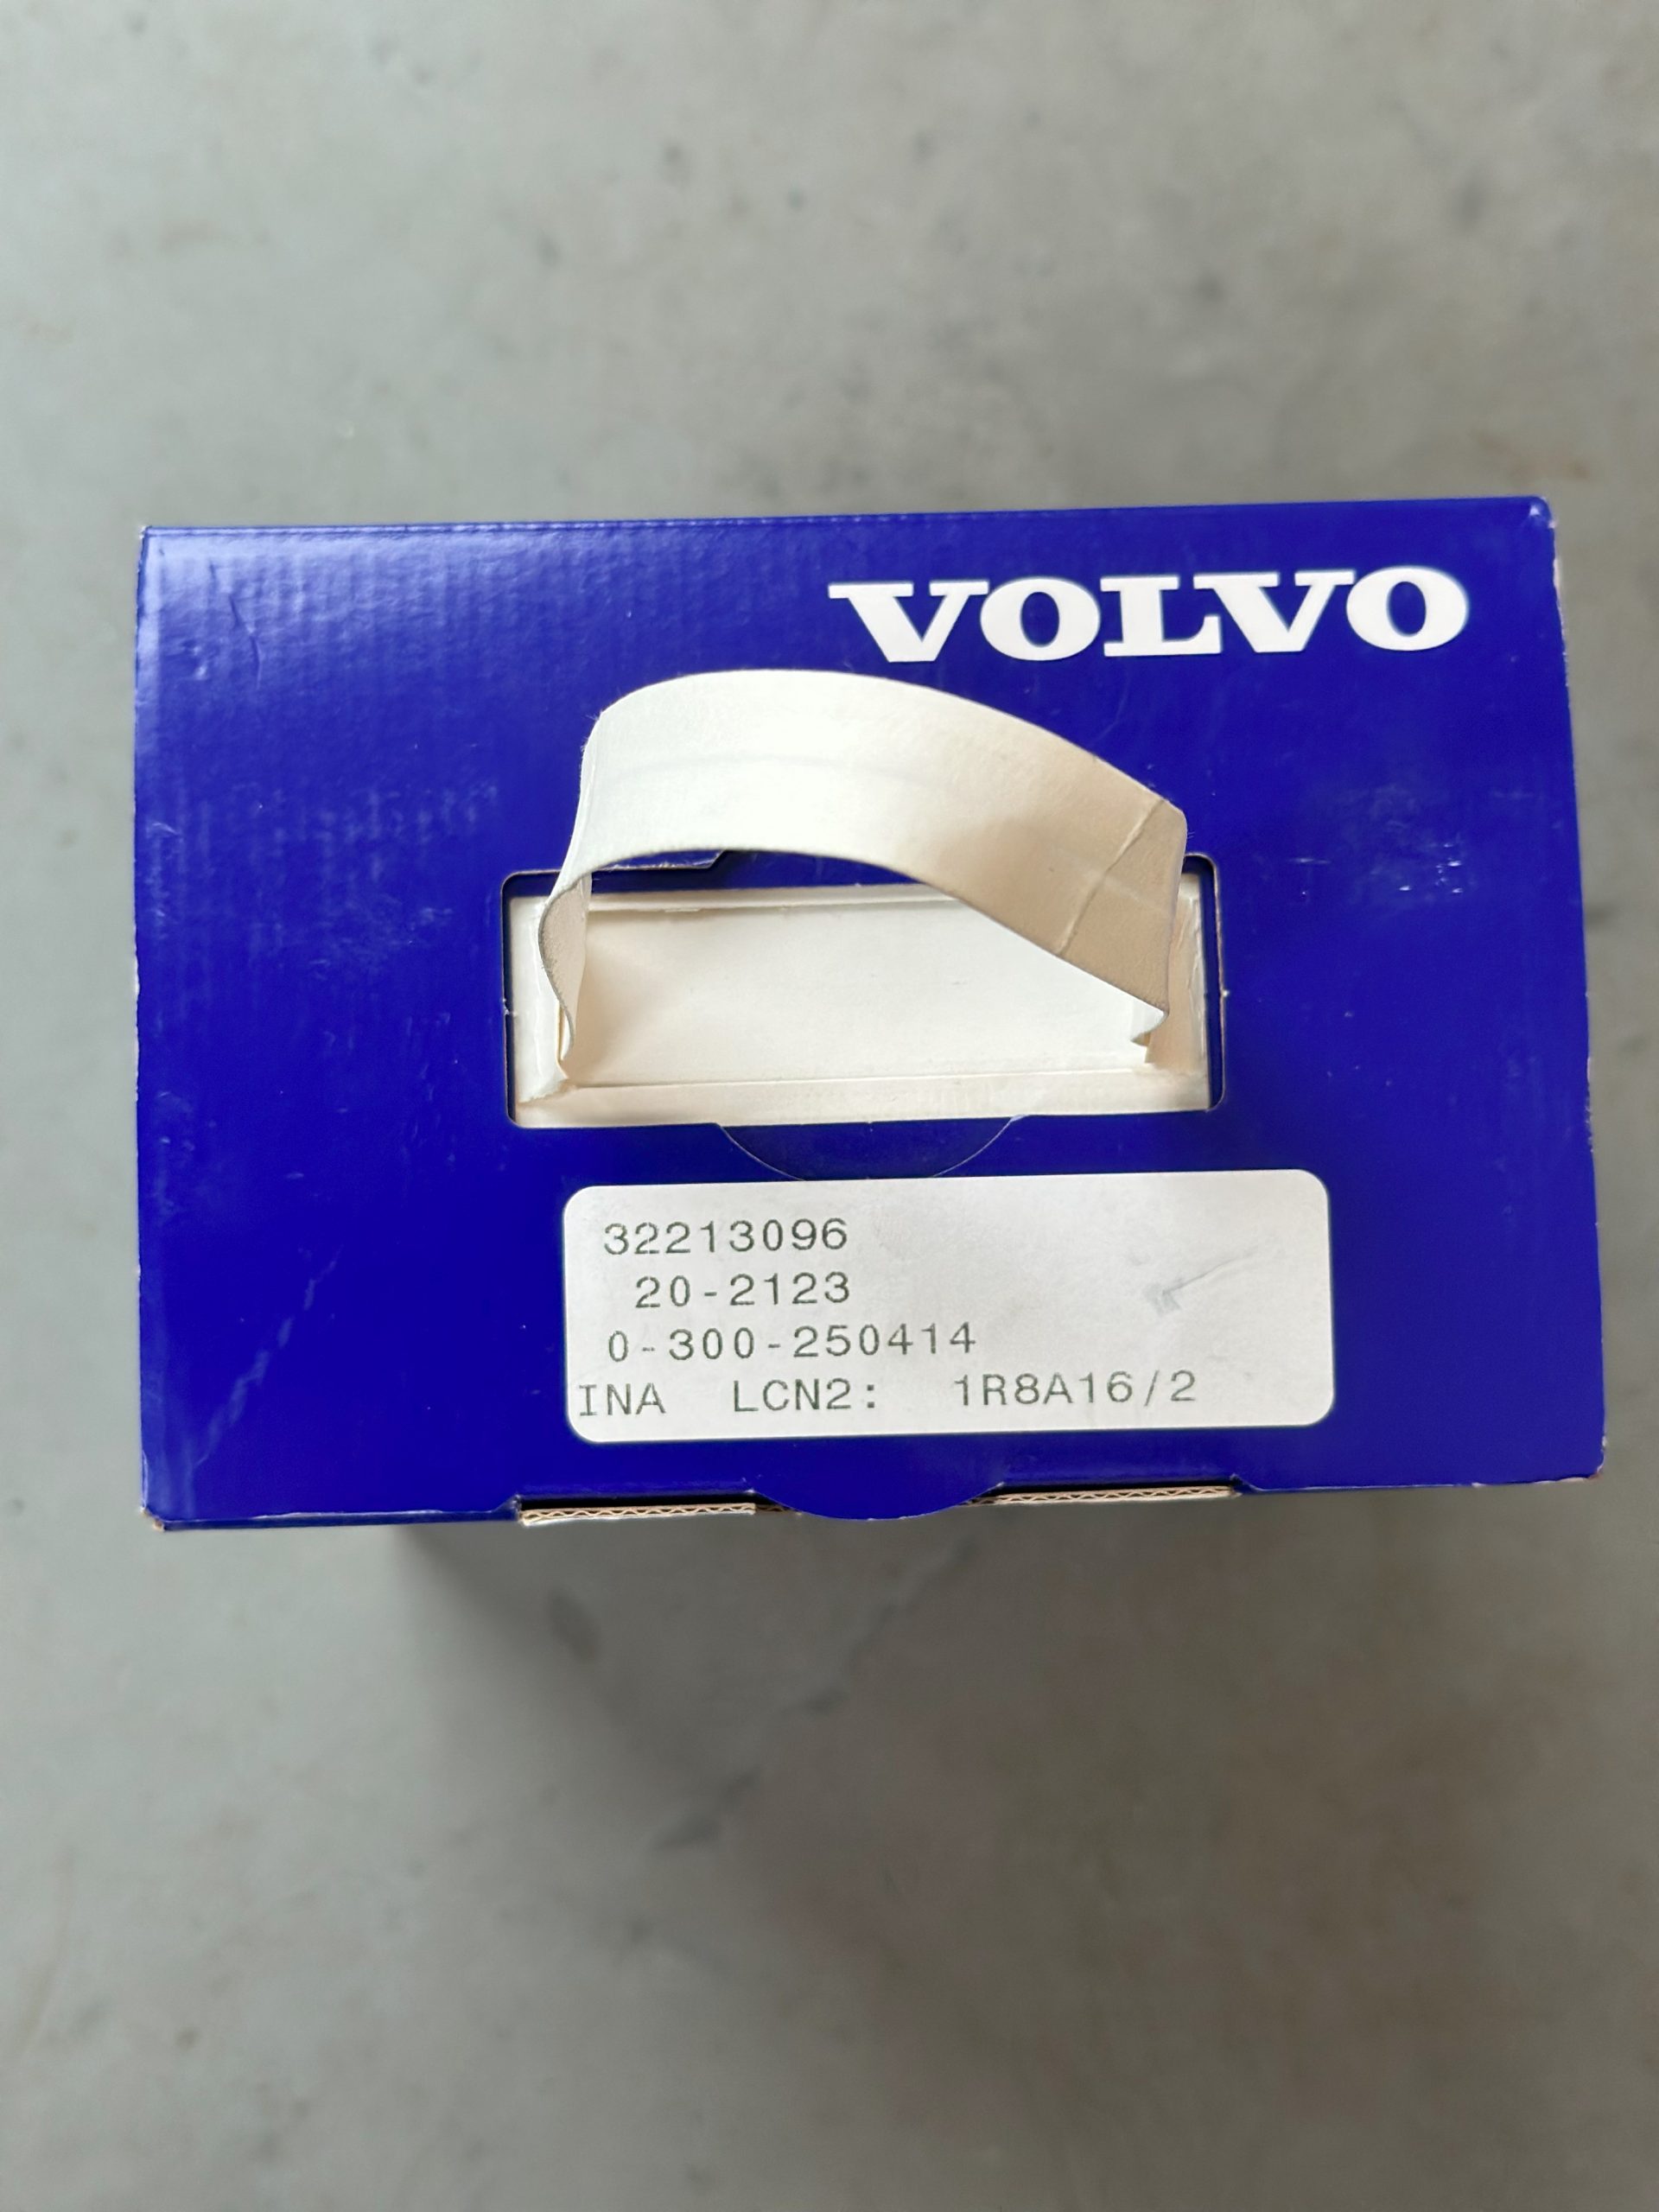 VOLVO
32213096
20-2123
0-300-250414
INA LCN2: 1R8A16/2